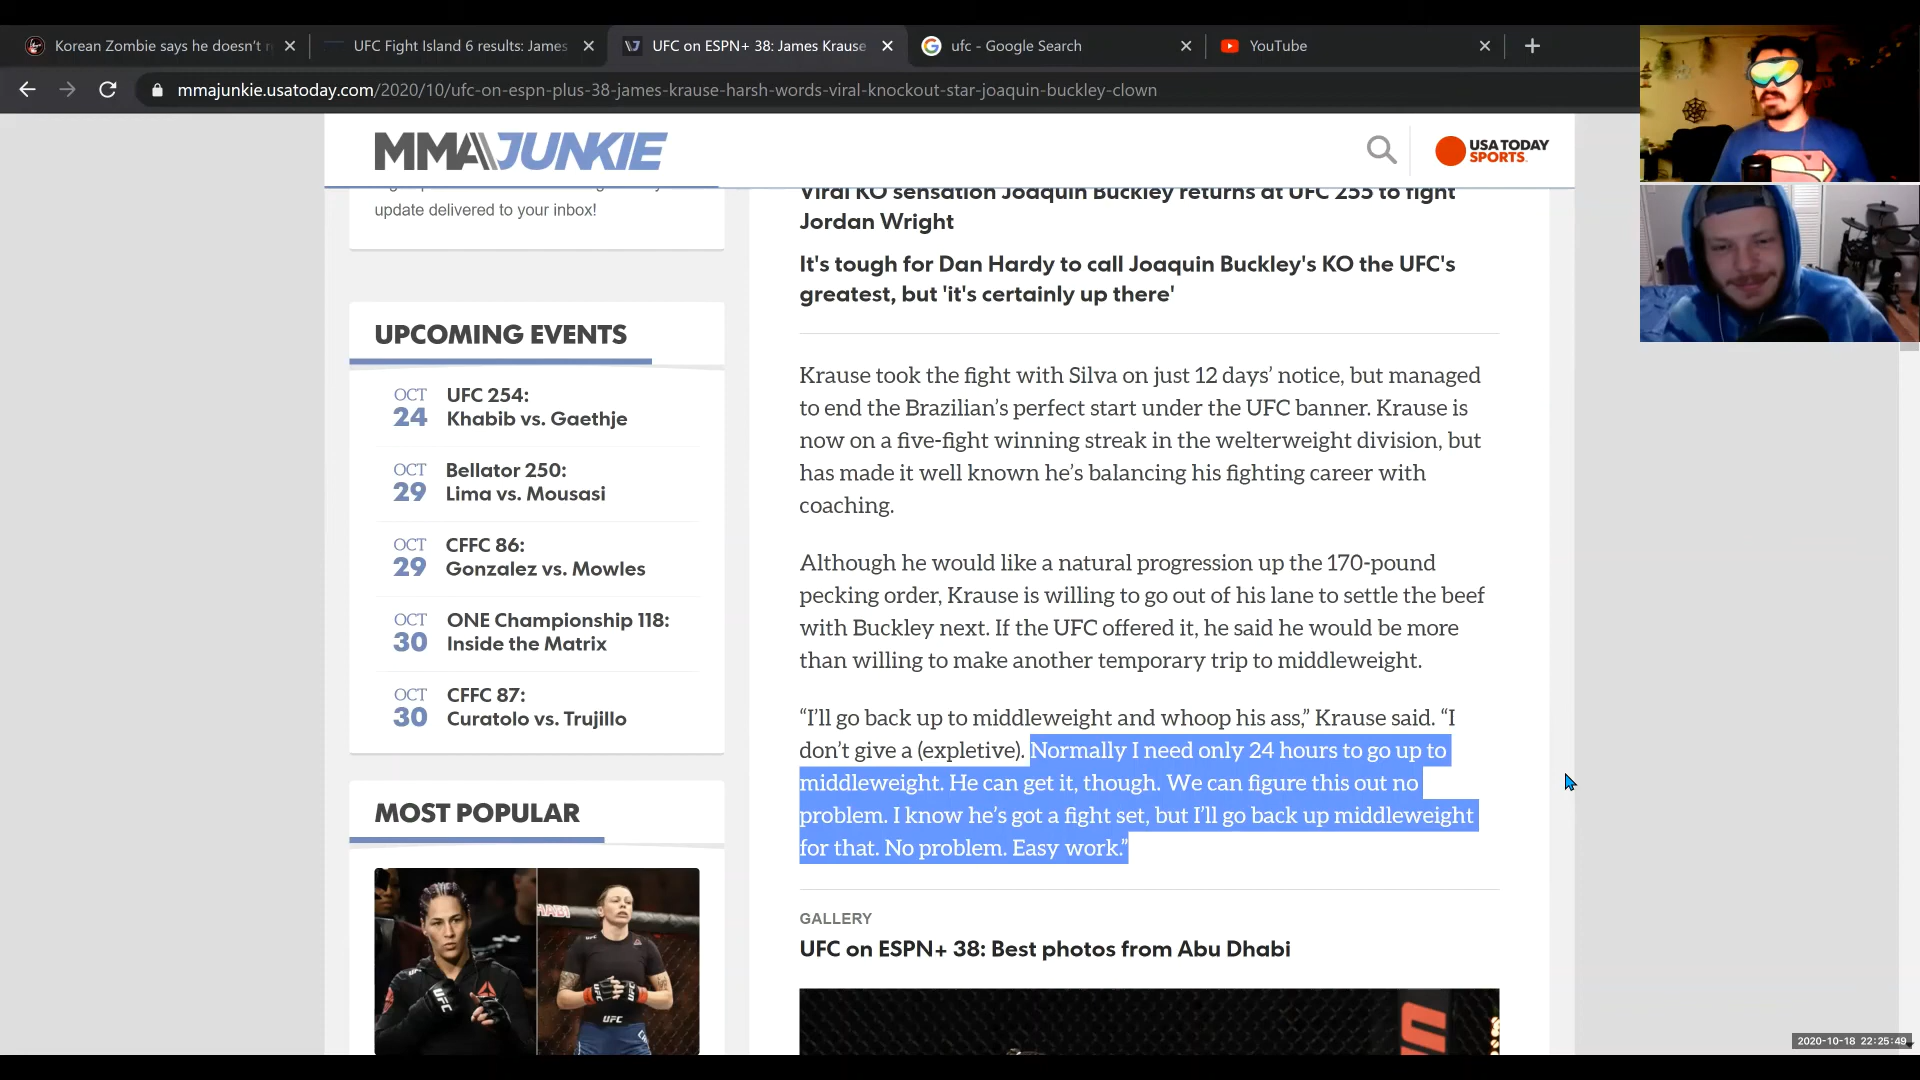 Korean Zombie says he doesn't
UFC Fight Island 6 results: James
UFC on ESPN+ 38: James Krause
ufc - Google Search
YouTube
mmajunkie.usatoday.com/2020/10/ufc-on-espn-plus-38-james-krause-harsh-words-viral-knockout-star-joaquin-buckley-clown
MMAJUNKIE
USA TODAY
SPORTS
update delivered to your inbox!
UPCOMING EVENTS
OCT
24
UFC 254:
Khabib vs. Gaethje
OCT
29
Bellator 250:
Lima vs. Mousasi
OCT
29
CFFC 86:
Gonzalez vs. Mowles
OCT
30
ONE Championship 118:
Inside the Matrix
OCT
30
CFFC 87:
Curatolo vs. Trujillo
MOST POPULAR
UFC
UFC
Viral KO sensation Joaquin Buckley returns at UFC 255 to fight
Jordan Wright
It's tough for Dan Hardy to call Joaquin Buckley's KO the UFC's
greatest, but 'it's certainly up there'
Krause took the fight with Silva on just 12 days’ notice, but managed
to end the Brazilian’s perfect start under the UFC banner. Krause is
now on a five-fight winning streak in the welterweight division, but
has made it well known he’s balancing his fighting career with
coaching.
Although he would like a natural progression up the 170-pound
pecking order, Krause is willing to go out of his lane to settle the beef
with Buckley next. If the UFC offered it, he said he would be more
than willing to make another temporary trip to middleweight.
“I’ll go back up to middleweight and whoop his ass,” Krause said. “I
don’t give a (expletive). Normally I need only 24 hours to go up to
middleweight. He can get it, though. We can figure this out no
problem. I know he’s got a fight set, but I’ll go back up middleweight
for that. No problem. Easy work.”
GALLERY
UFC on ESPN+ 38: Best photos from Abu Dhabi
2020-10-18 22:25:49